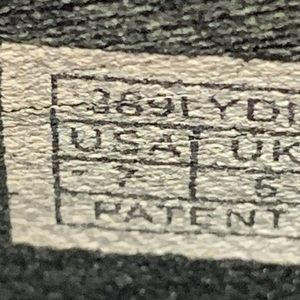 389LYDI
USA UK
7 5
PATENT